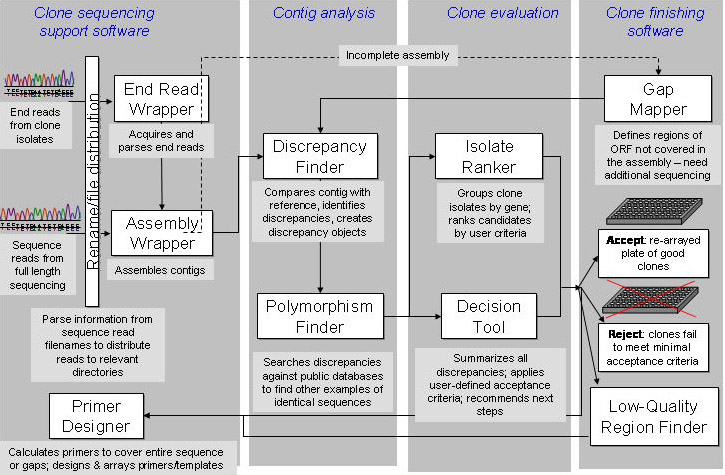 Clone sequencing
support software
Contig analysis
Clone evaluation
Clone finishing
software
Incomplete assembly
End reads
from clone
isolates
Rename/file distribution
End Read
Wrapper
Acquires and
parses end reads
Sequence
reads from
full length
sequencing
Assembly
Wrapper
Assembles contigs
Parse information from
sequence read
filenames to distribute
reads to relevant
directories
Primer
Designer
Calculates primers to cover entire sequence
or gaps; designs & arrays primers/templates
Discrepancy
Finder
Compares contig with
reference, identifies
discrepancies, creates
discrepancy objects
Polymorphism
Finder
Searches discrepancies
against public databases
to find other examples of
identical sequences
Isolate
Ranker
Groups clone
isolates by gene;
ranks candidates
by user criteria
Decision
Tool
Summarizes all
discrepancies; applies
user-defined acceptance
criteria; recommends next
steps
Gap
Mapper
Defines regions of
ORF not covered in
the assembly – need
additional sequencing
Accept: re-arrayed
plate of good
clones
Reject: clones fail
to meet minimal
acceptance criteria
Low-Quality
Region Finder